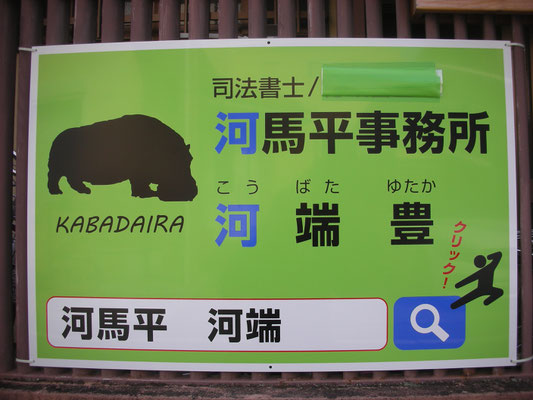 司法書士/
河馬平事務所
こう ばた ゆたか
河 端 豊
KABADAIRA
クリック!
河馬平 河端